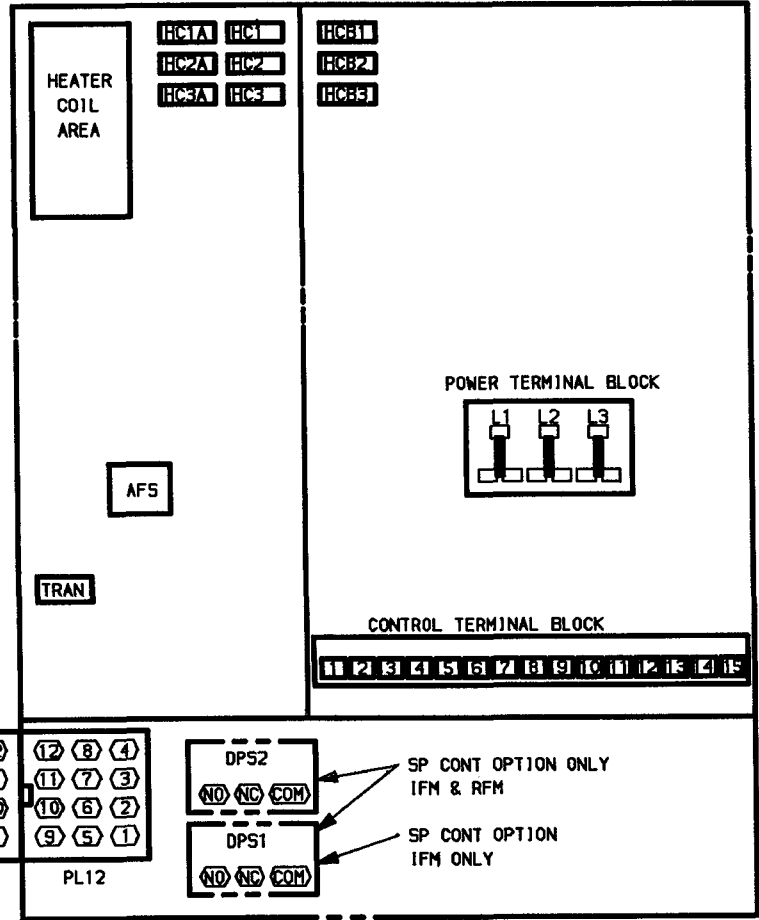 HC1A HC1 HCB1
HC2A HC2 HCB2
HC3A HC3 HCB3
HEATER
COIL
AREA
POWER TERMINAL BLOCK
L1 L2 L3
AFS
TRAN
CONTROL TERMINAL BLOCK
1 2 3 4 5 6 7 8 9 10 11 12 13 14 15
12 8 4
11 7 3
10 6 2
9 5 1
PL12
DPS2
NO NC COM
DPS1
NO NC COM
SP CONT OPTION ONLY
IFM & RFM
SP CONT OPTION
IFM ONLY